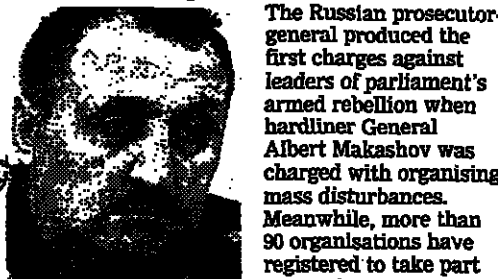 The Russian prosecutor-
general produced the
first charges against
leaders of parliament's
armed rebellion when
hardliner General
Albert Makashov was
charged with organising
mass disturbances.
Meanwhile, more than
90 organisations have
registered to take part